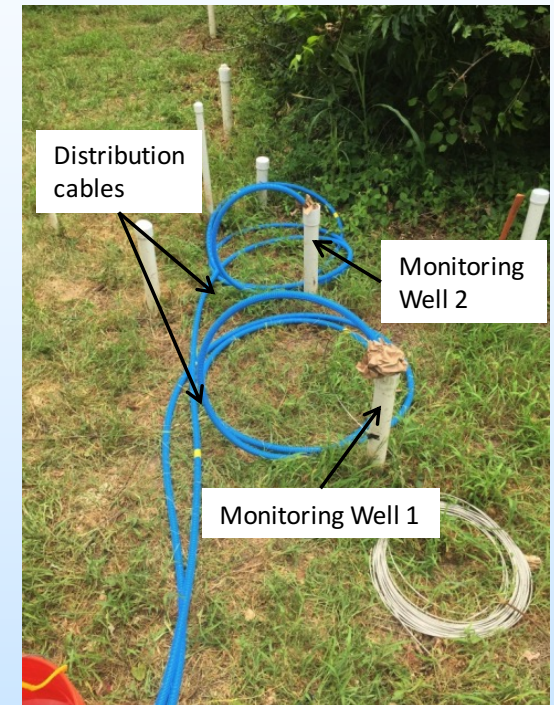 Distribution
cables
Monitoring
Well 2
Monitoring Well 1